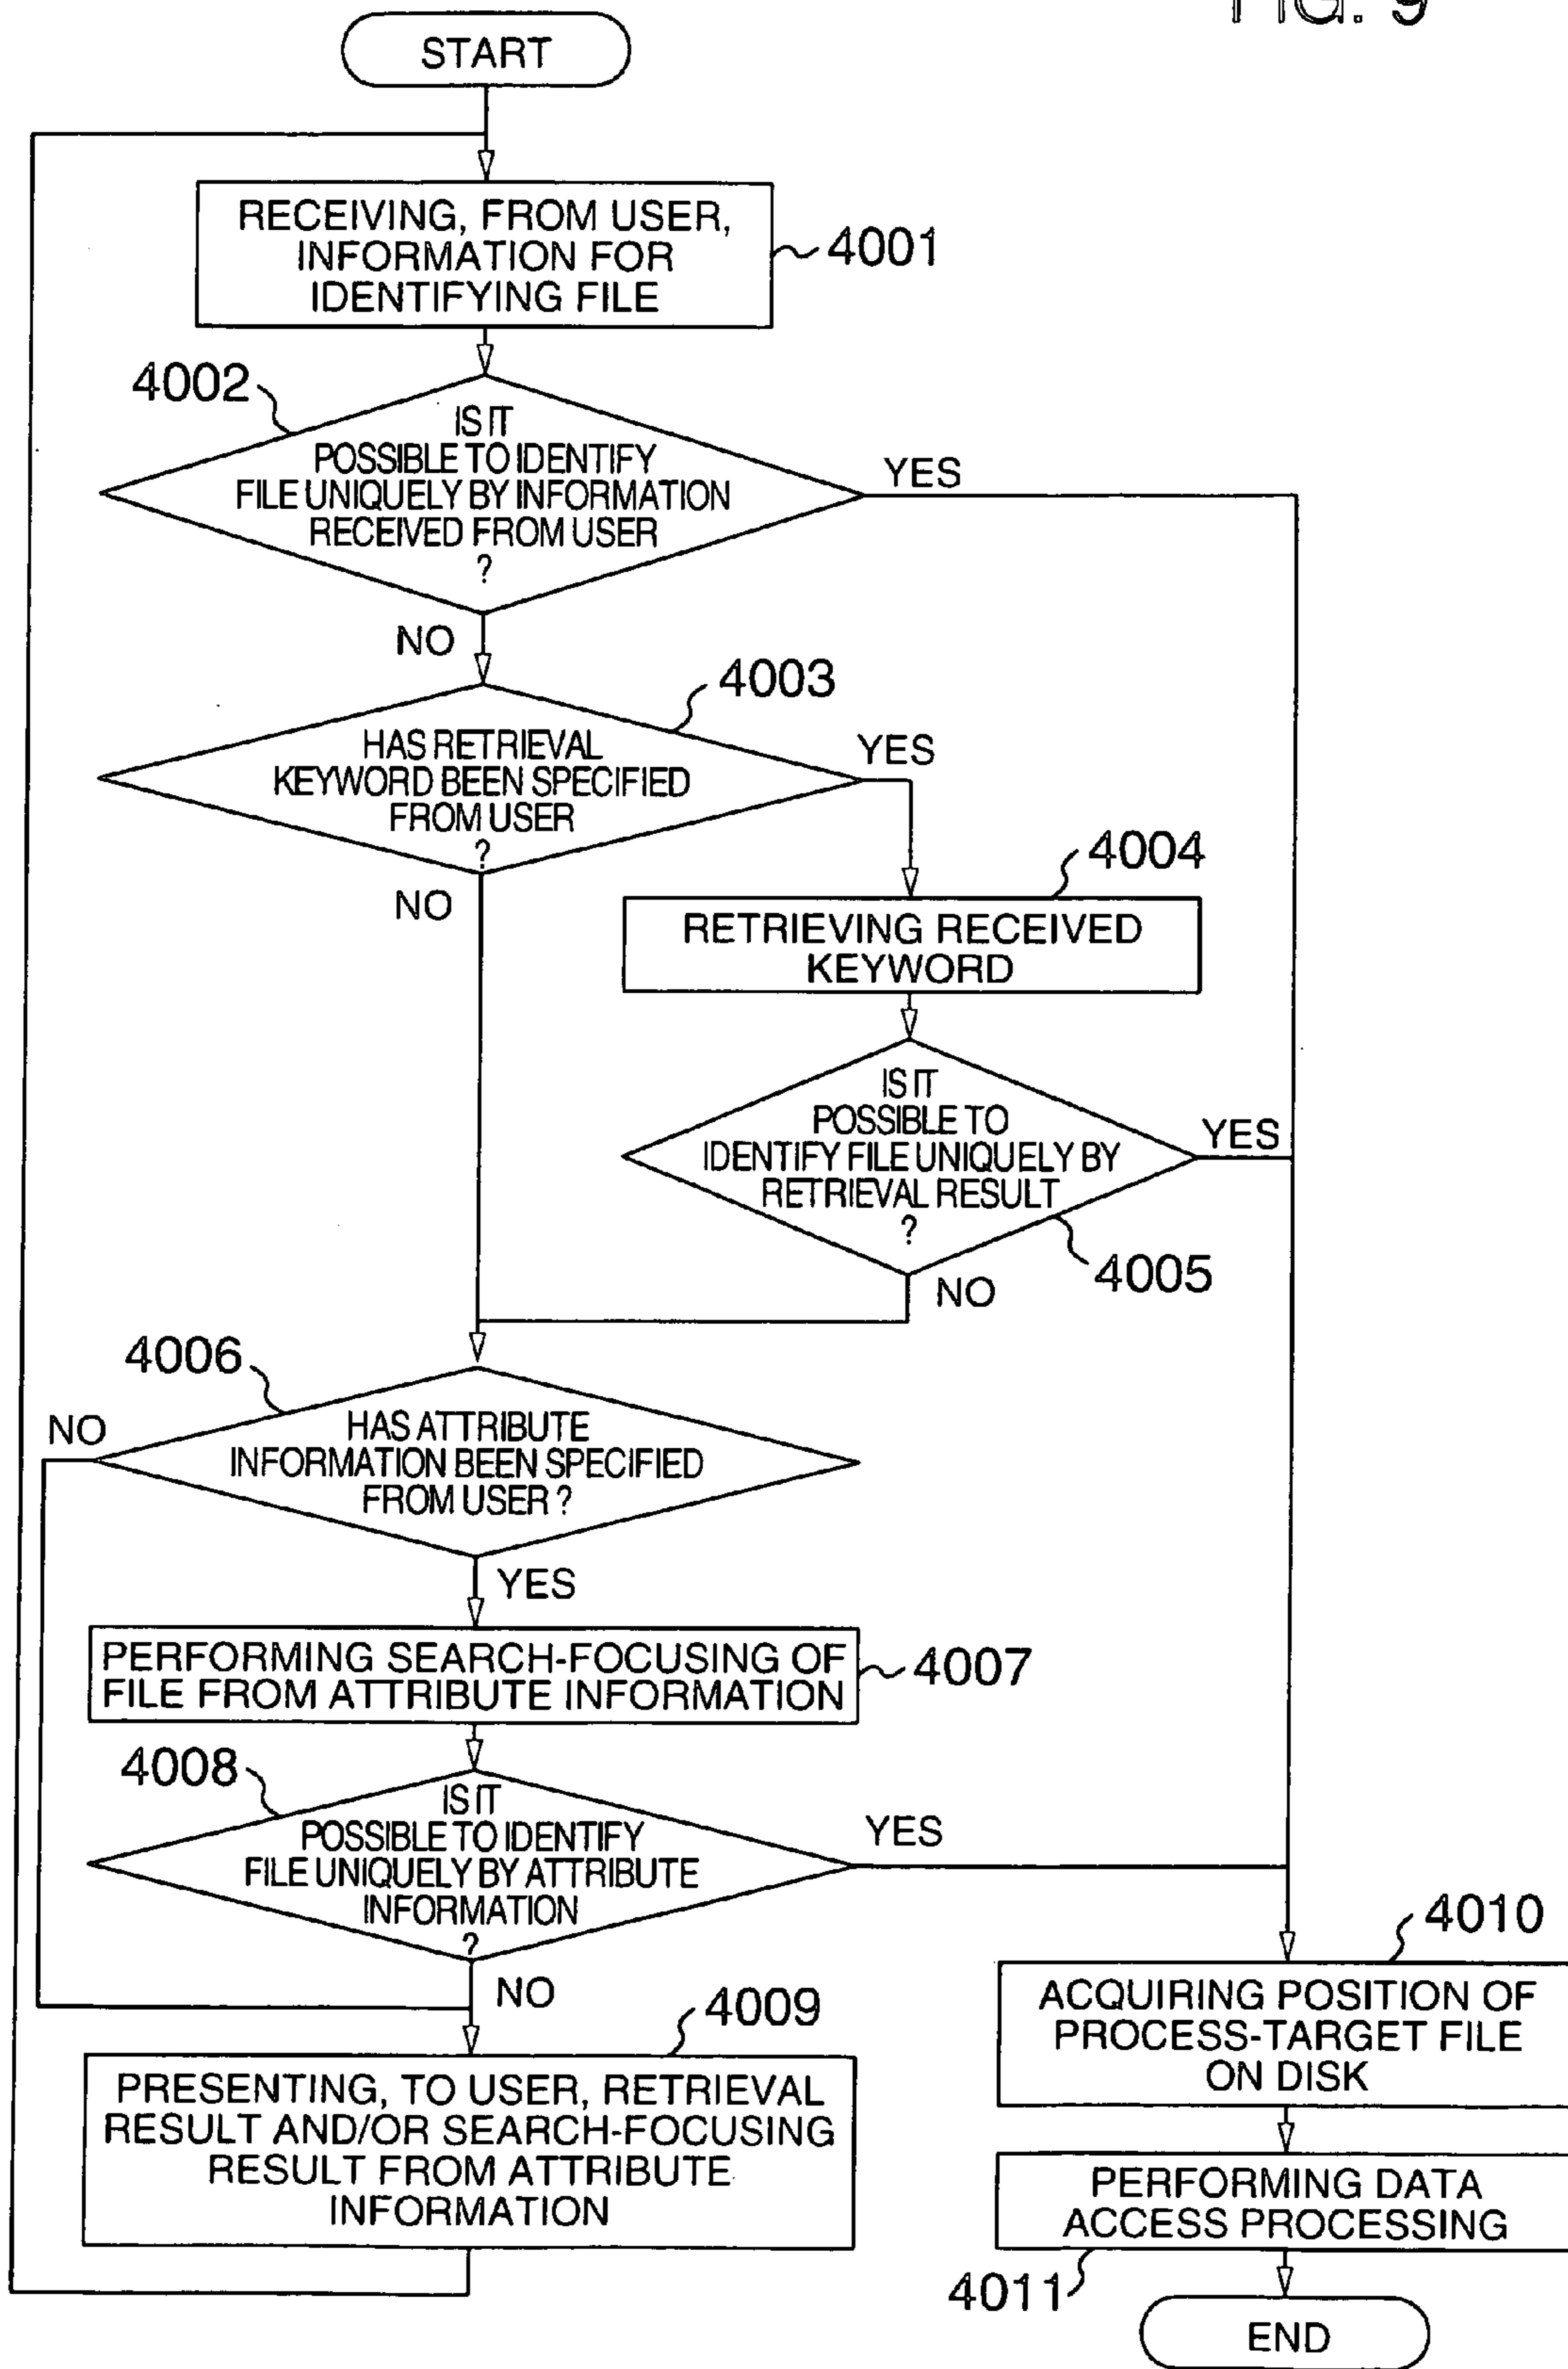 FIG. 9
START
RECEIVING, FROM USER,
INFORMATION FOR
IDENTIFYING FILE
4001
4002
IS IT
POSSIBLE TO IDENTIFY
FILE UNIQUELY BY INFORMATION
RECEIVED FROM USER
?
YES
NO
4003
HAS RETRIEVAL
KEYWORD BEEN SPECIFIED
FROM USER
?
YES
NO
4004
RETRIEVING RECEIVED
KEYWORD
IS IT
POSSIBLE TO
IDENTIFY FILE UNIQUELY BY
RETRIEVAL RESULT
?
YES
4005
NO
4006
NO
HAS ATTRIBUTE
INFORMATION BEEN SPECIFIED
FROM USER ?
YES
PERFORMING SEARCH-FOCUSING OF
FILE FROM ATTRIBUTE INFORMATION
4007
4008
IS IT
POSSIBLE TO IDENTIFY
FILE UNIQUELY BY ATTRIBUTE
INFORMATION
?
YES
NO
4009
PRESENTING, TO USER, RETRIEVAL
RESULT AND/OR SEARCH-FOCUSING
RESULT FROM ATTRIBUTE
INFORMATION
4010
ACQUIRING POSITION OF
PROCESS-TARGET FILE
ON DISK
PERFORMING DATA
ACCESS PROCESSING
4011
END